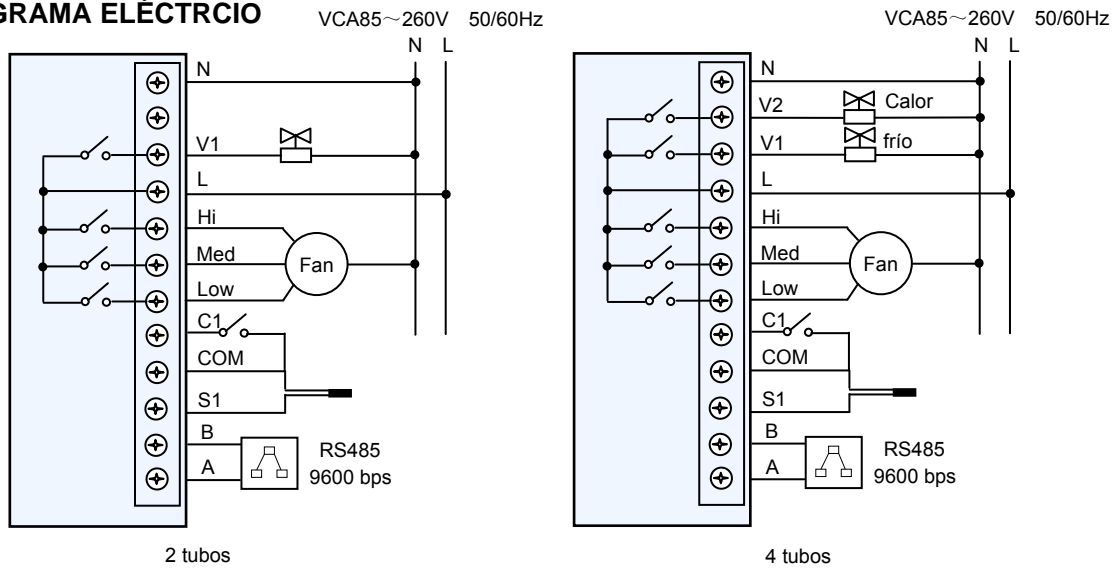 GRAMA ELÉCTRCIO
VCA85～260V 50/60Hz
N L
N
V1
L
Hi
Med
Fan
Low
C1
COM
S1
B
A
RS485
9600 bps
2 tubos
VCA85～260V 50/60Hz
N L
N
V2
Calor
V1
frío
L
Hi
Med
Fan
Low
C1
COM
S1
B
A
RS485
9600 bps
4 tubos